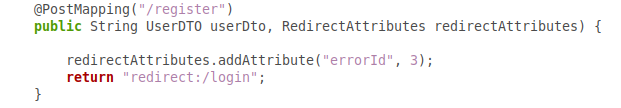 @PostMapping("/register")
public String UserDTO userDto, RedirectAttributes redirectAttributes) {
redirectAttributes.addAttribute("errorId", 3);
return "redirect:/login";
}